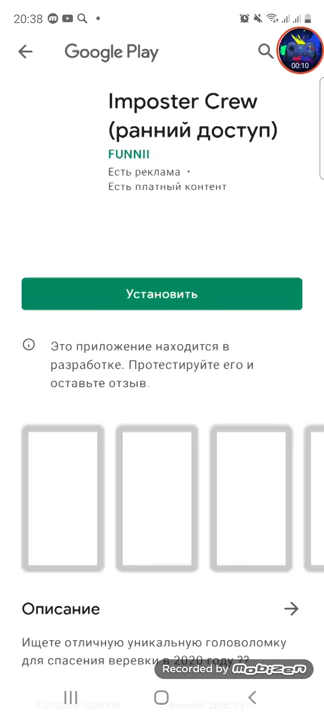 20:38
Google Play
00:10
Imposter Crew
(ранний доступ)
FUNNII
Есть реклама •
Есть платный контент
Установить
Это приложение находится в
разработке. Протестируйте его и
оставьте отзыв.
Описание
Ищете отличную уникальную головоломку
для спасения веревки в 2020 году ??
Recorded by mobizen